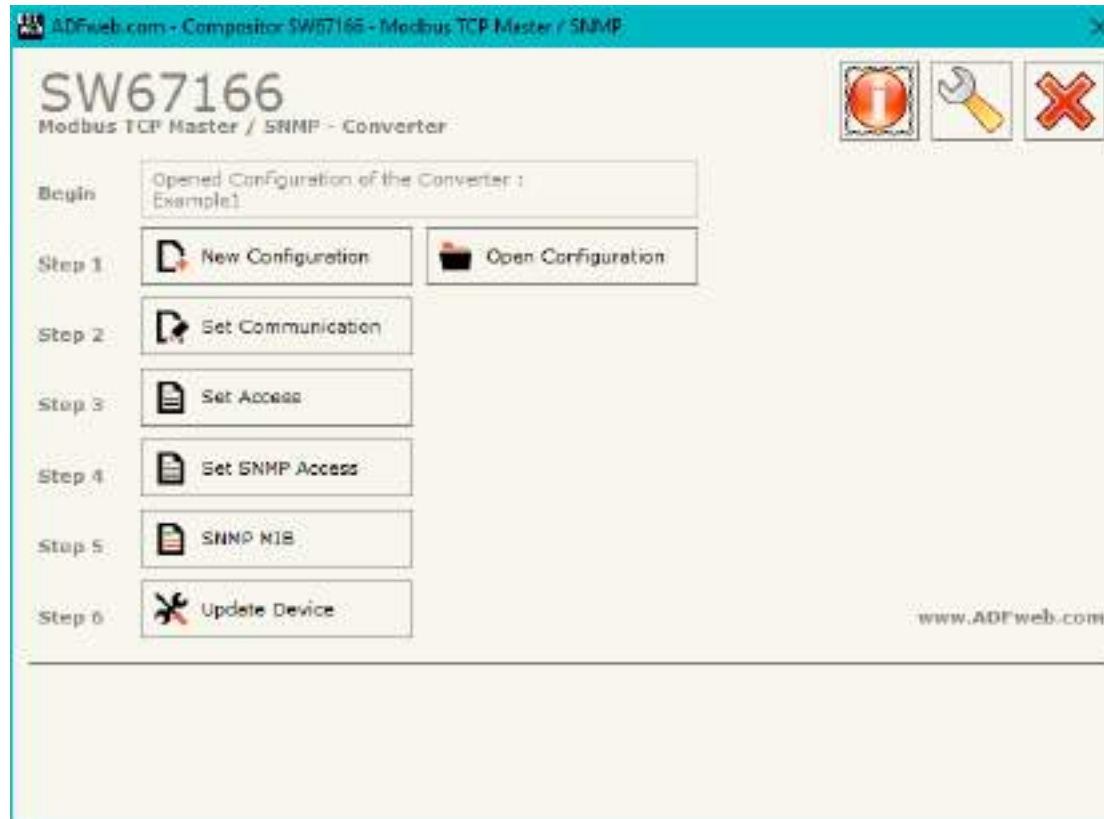 ADFweb.com - Compositor SW67166 - Modbus TCP Master / SNMP
SW67166
Modbus TCP Master / SNMP - Converter
Begin
Opened Configuration of the Converter :
Example1
Step 1
New Configuration
Open Configuration
Step 2
Set Communication
Step 3
Set Access
Step 4
Set SNMP Access
Step 5
SNMP MIB
Step 6
Update Device
www.ADFweb.com